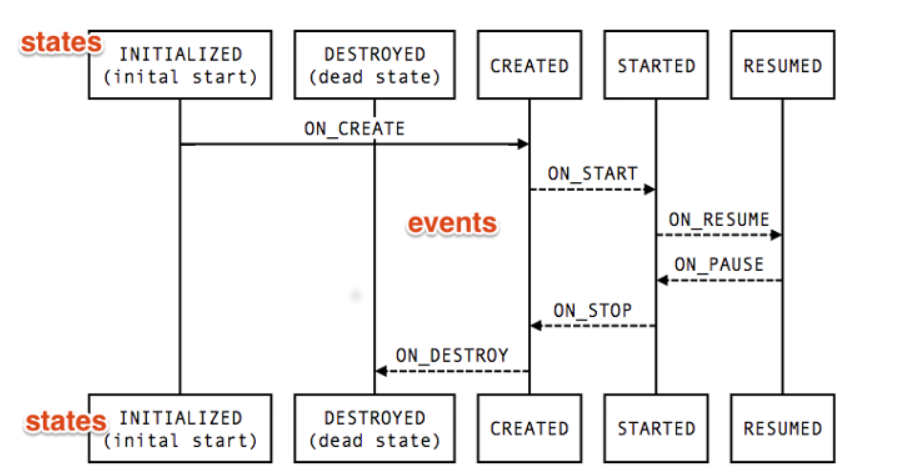 states
INITIALIZED
(inital start)
DESTROYED
(dead state)
CREATED
STARTED
RESUMED
ON_CREATE
ON_START
events
ON_RESUME
ON_PAUSE
ON_STOP
ON_DESTROY
states
INITIALIZED
(inital start)
DESTROYED
(dead state)
CREATED
STARTED
RESUMED